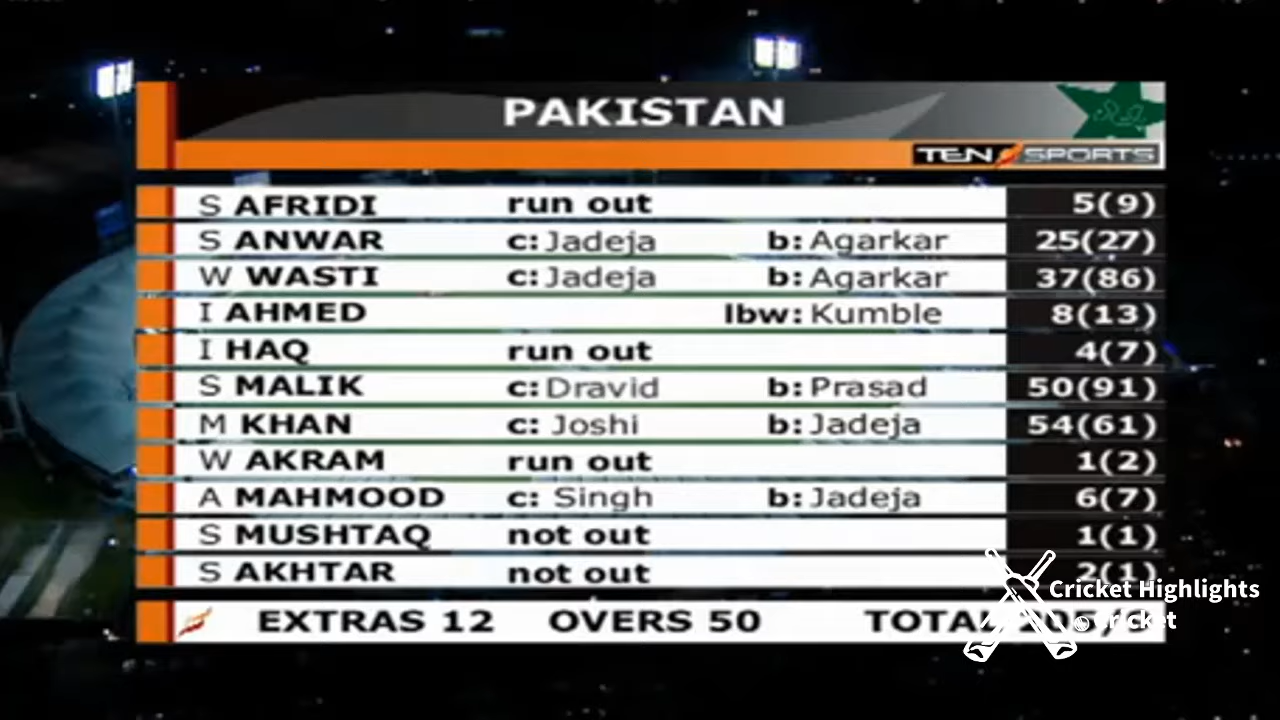 PAKISTAN
TEN SPORTS
S AFRIDI run out 5(9)
S ANWAR c: Jadeja b: Agarkar 25(27)
W WASTI c: Jadeja b: Agarkar 37(86)
I AHMED lbw: Kumble 8(13)
I HAQ run out 4(7)
S MALIK c: Dravid b: Prasad 50(91)
M KHAN c: Joshi b: Jadeja 54(61)
W AKRAM run out 1(2)
A MAHMOOD c: Singh b: Jadeja 6(7)
S MUSHTAQ not out 1(1)
S AKHTAR not out 2(1)
Cricket Highlights
EXTRAS 12 OVERS 50 TOTAL
Cricket